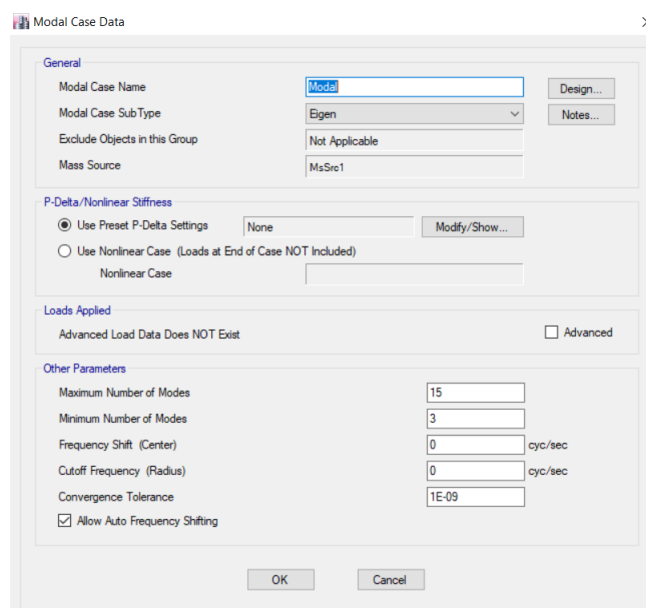 Modal Case Data
General
Modal Case Name Modal Design...
Modal Case SubType Eigen Notes...
Exclude Objects in this Group Not Applicable
Mass Source MsSrc1
P-Delta/Nonlinear Stiffness
Use Preset P-Delta Settings None Modify/Show...
Use Nonlinear Case (Loads at End of Case NOT Included)
Nonlinear Case
Loads Applied
Advanced Load Data Does NOT Exist Advanced
Other Parameters
Maximum Number of Modes 15
Minimum Number of Modes 3
Frequency Shift (Center) 0 cyc/sec
Cutoff Frequency (Radius) 0 cyc/sec
Convergence Tolerance 1E-09
Allow Auto Frequency Shifting
OK Cancel